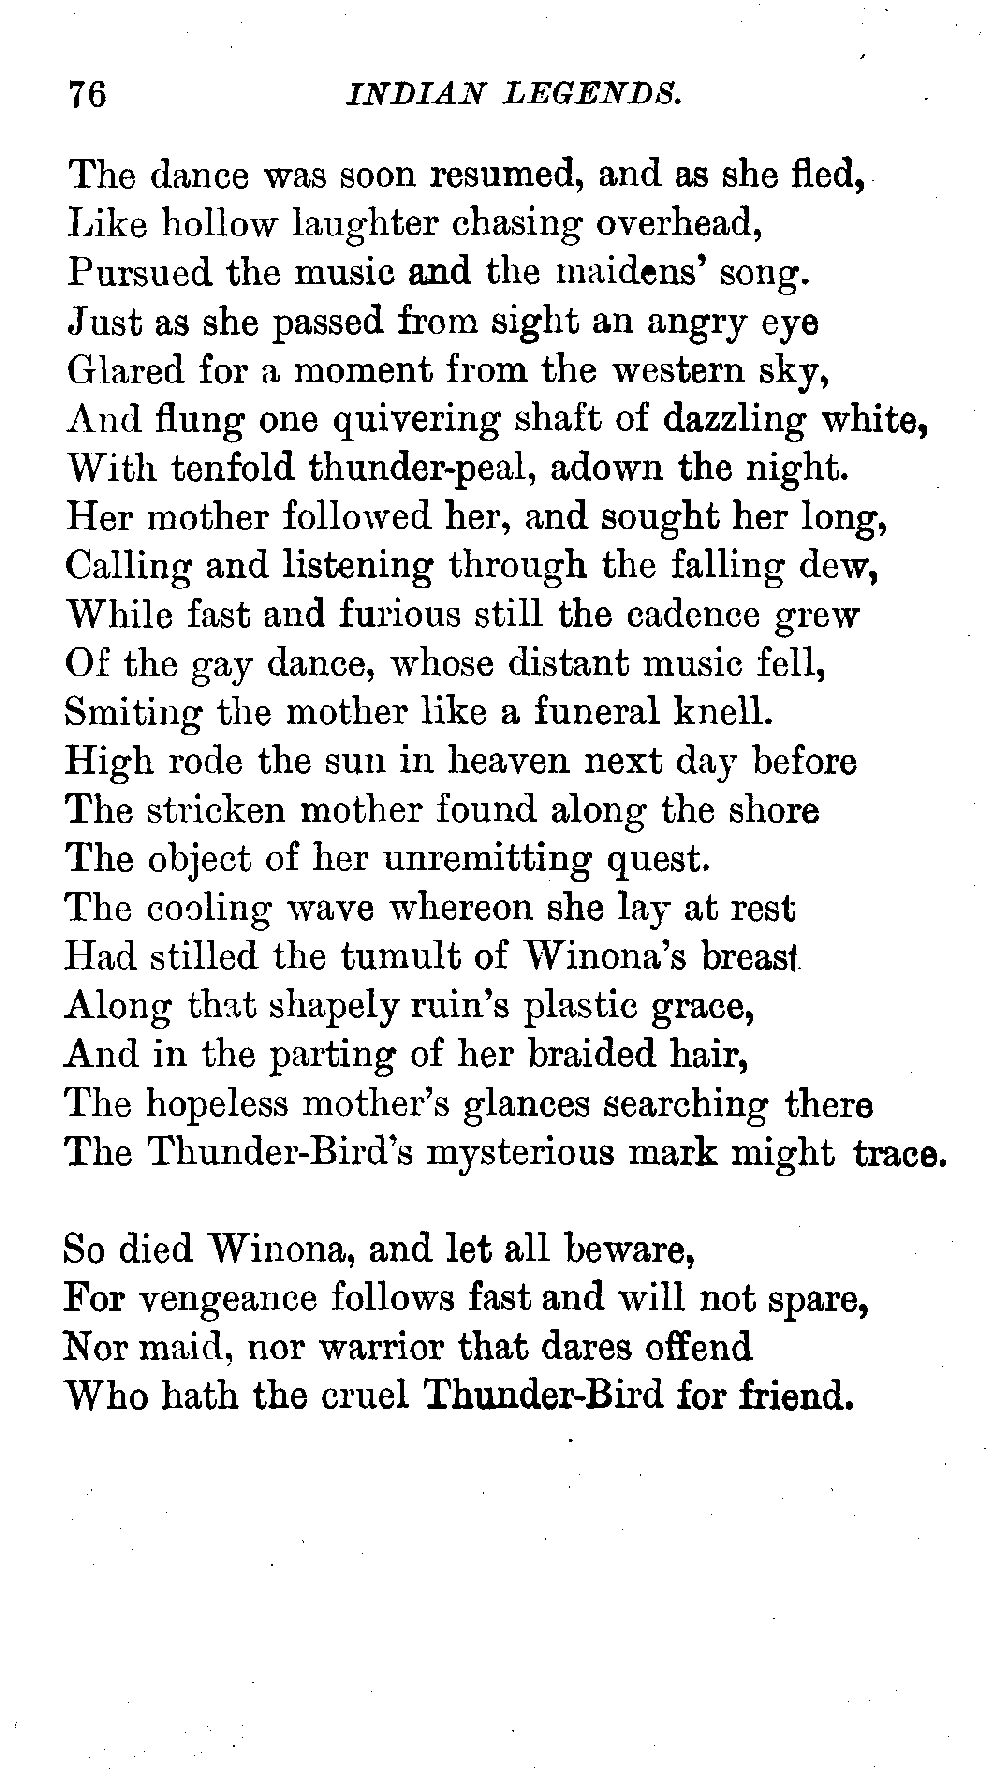 76 INDIAN LEGENDS.
The dance was soon resumed, and as she fled,
Like hollow laughter chasing overhead,
Pursued the music and the maidens' song.
Just as she passed from sight an angry eye
Glared for a moment from the western sky,
And flung one quivering shaft of dazzling white,
With tenfold thunder-peal, adown the night.
Her mother followed her, and sought her long,
Calling and listening through the falling dew,
While fast and furious still the cadence grew
Of the gay dance, whose distant music fell,
Smiting the mother like a funeral knell.
High rode the sun in heaven next day before
The stricken mother found along the shore
The object of her unremitting quest.
The cooling wave whereon she lay at rest
Had stilled the tumult of Winona's breast
Along that shapely ruin's plastic grace,
And in the parting of her braided hair,
The hopeless mother's glances searching there
The Thunder-Bird's mysterious mark might trace.
So died Winona, and let all beware,
For vengeance follows fast and will not spare,
Nor maid, nor warrior that dares offend
Who hath the cruel Thunder-Bird for friend.